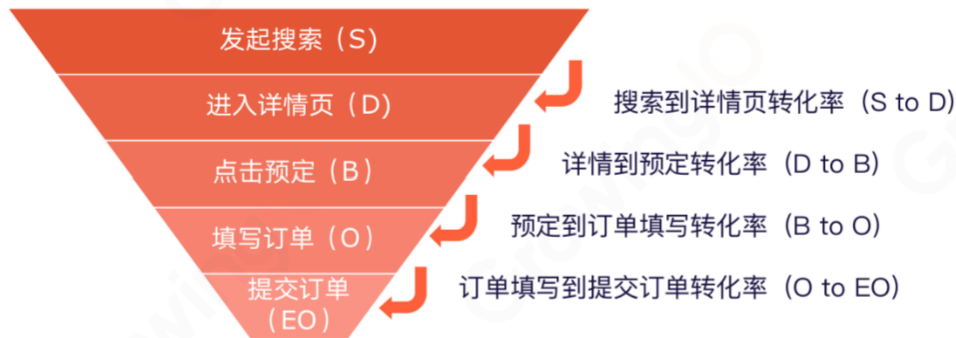 发起搜索（S）
进入详情页（D）
搜索到详情页转化率（S to D）
点击预定（B）
详情到预定转化率（D to B）
填写订单（O）
预定到订单填写转化率（B to O）
提交订单
（EO）
订单填写到提交订单转化率（O to EO）
GrowingIO